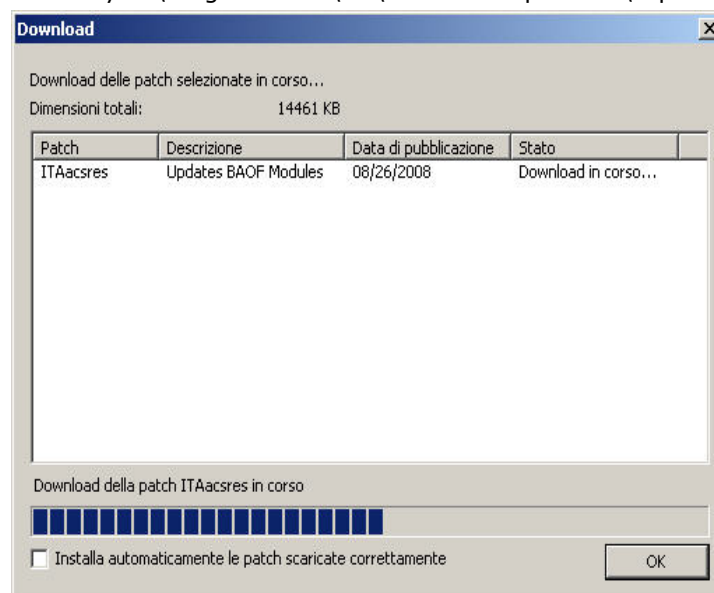 Download
Download delle patch selezionate in corso...
Dimensioni totali: 14461 KB
Patch Descrizione Data di pubblicazione Stato
ITAacsres Updates BAOF Modules 08/26/2008 Download in corso...
Download della patch ITAacsres in corso
Installa automaticamente le patch scaricate correttamente
OK